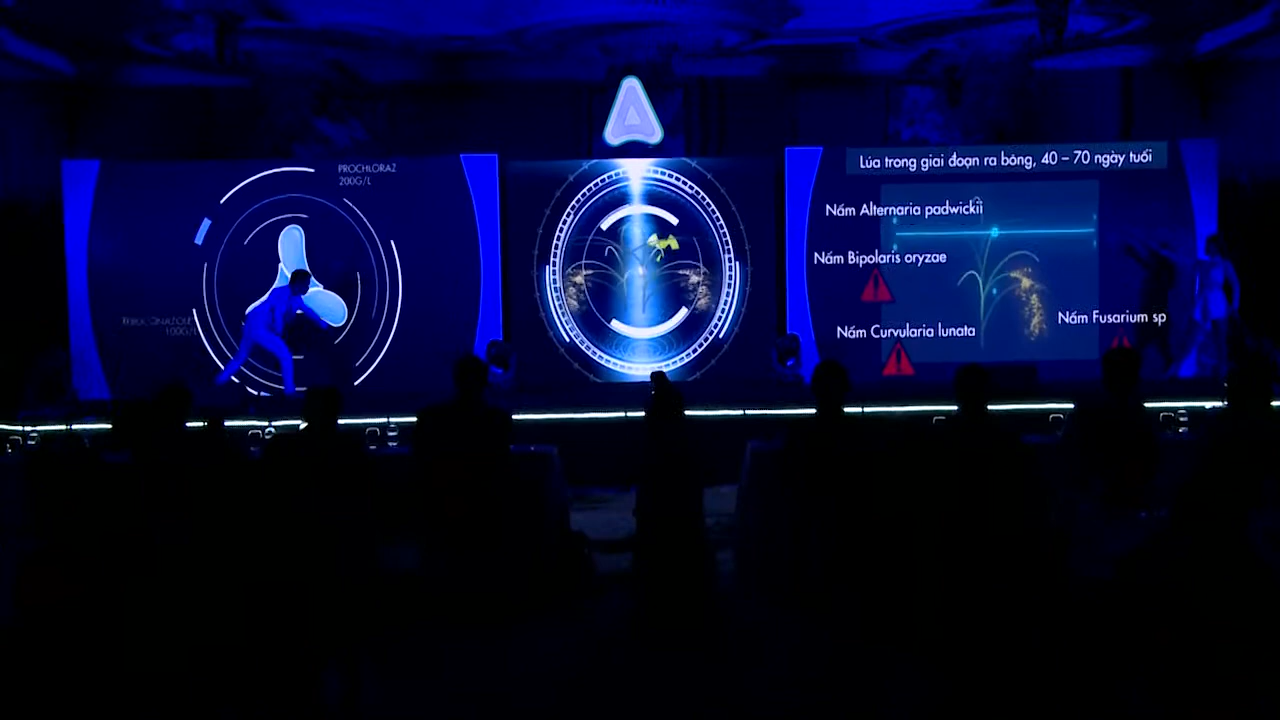 PROCHLORAZ
200G/L
100G/L
Lúa trong giai đoạn ra bông, 40 – 70 ngày tuổi
Nấm Alternaria padwickii
Nấm Bipolaris oryzae
Nấm Curvularia lunata
Nấm Fusarium sp